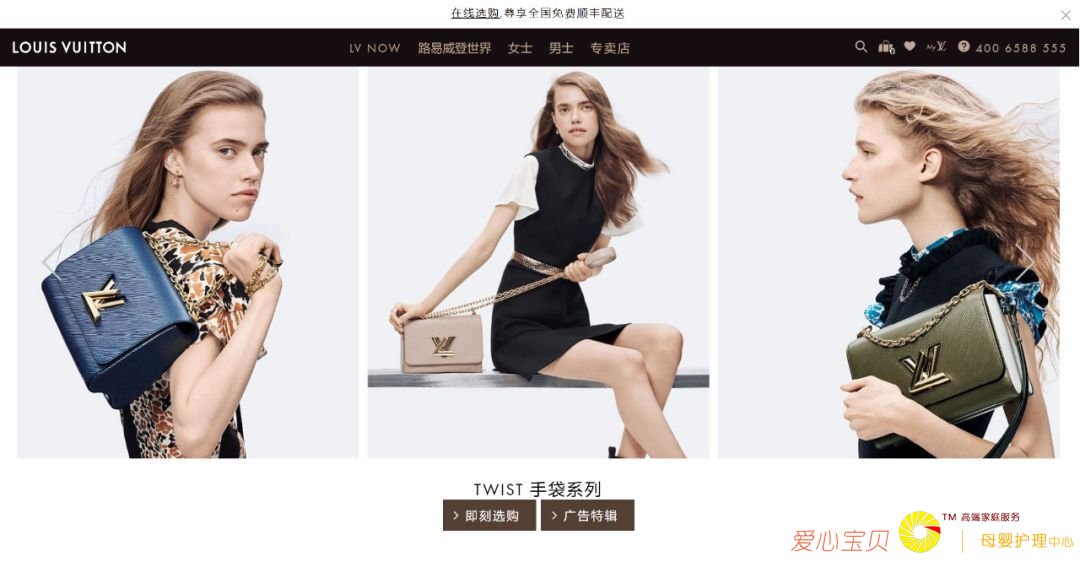 在线选购,尊享全国免费顺丰配送
LOUIS VUITTON LV NOW 路易威登世界 女士 男士 专卖店 0 My LV ? 400 6588 555
TWIST 手袋系列
即刻选购 广告特辑
TM 高端家庭服务
爱心宝贝 母婴护理中心